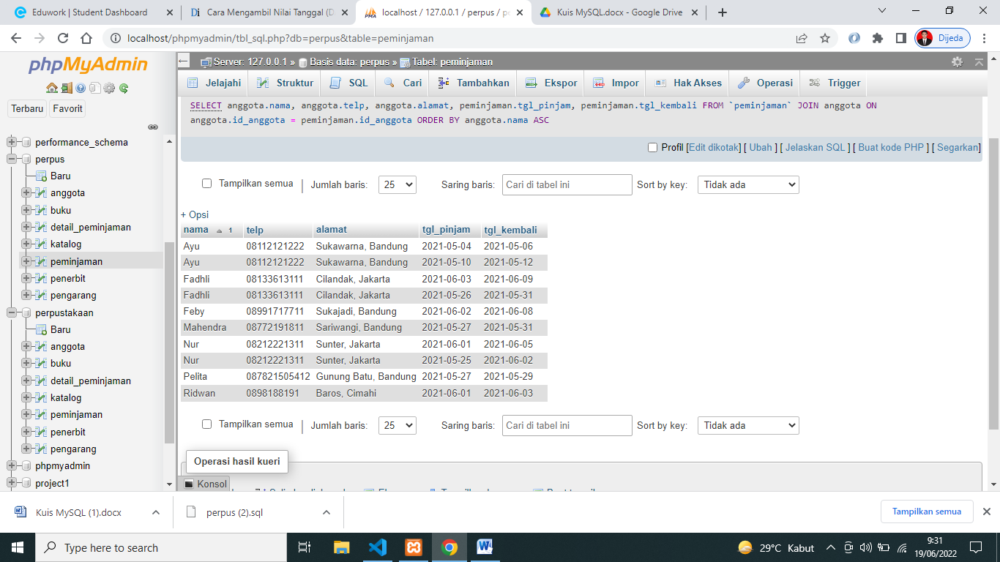 Eduwork | Student Dashboard
Di Cara Mengambil Nilai Tanggal (D
localhost / 127.0.0.1 / perpus / pe
Kuis MySQL.docx - Google Drive
localhost/phpmyadmin/tbl_sql.php?db=perpus&table=peminjaman
Dijeda
phpMyAdmin
Terbaru Favorit
performance_schema
perpus
Baru
anggota
buku
detail_peminjaman
katalog
peminjaman
penerbit
pengarang
perpustakaan
Baru
anggota
buku
detail_peminjaman
katalog
peminjaman
penerbit
pengarang
phpmyadmin
project1
Server: 127.0.0.1 » Basis data: perpus » Tabel: peminjaman
Jelajahi Struktur SQL Cari Tambahkan Ekspor Impor Hak Akses Operasi Trigger
SELECT anggota.nama, anggota.telp, anggota.alamat, peminjaman.tgl_pinjam, peminjaman.tgl_kembali FROM `peminjaman` JOIN anggota ON
anggota.id_anggota = peminjaman.id_anggota ORDER BY anggota.nama ASC
Profil [Edit dikotak] [ Ubah ] [ Jelaskan SQL ] [ Buat kode PHP ] [ Segarkan]
Tampilkan semua | Jumlah baris: 25 Saring baris: Cari di tabel ini Sort by key: Tidak ada
+ Opsi
nama 1 telp alamat tgl_pinjam tgl_kembali
Ayu 08112121222 Sukawarna, Bandung 2021-05-04 2021-05-06
Ayu 08112121222 Sukawarna, Bandung 2021-05-10 2021-05-12
Fadhli 08133613111 Cilandak, Jakarta 2021-06-03 2021-06-09
Fadhli 08133613111 Cilandak, Jakarta 2021-05-26 2021-05-31
Feby 08991717711 Sukajadi, Bandung 2021-06-02 2021-06-08
Mahendra 08772191811 Sariwangi, Bandung 2021-05-27 2021-05-31
Nur 08212221311 Sunter, Jakarta 2021-06-01 2021-06-05
Nur 08212221311 Sunter, Jakarta 2021-05-25 2021-06-02
Pelita 087821505412 Gunung Batu, Bandung 2021-05-27 2021-05-29
Ridwan 0898188191 Baros, Cimahi 2021-06-01 2021-06-03
Tampilkan semua | Jumlah baris: 25 Saring baris: Cari di tabel ini Sort by key: Tidak ada
Operasi hasil kueri
Konsol
Kuis MySQL (1).docx
perpus (2).sql
Tampilkan semua
Type here to search
29°C Kabut
9:31
19/06/2022